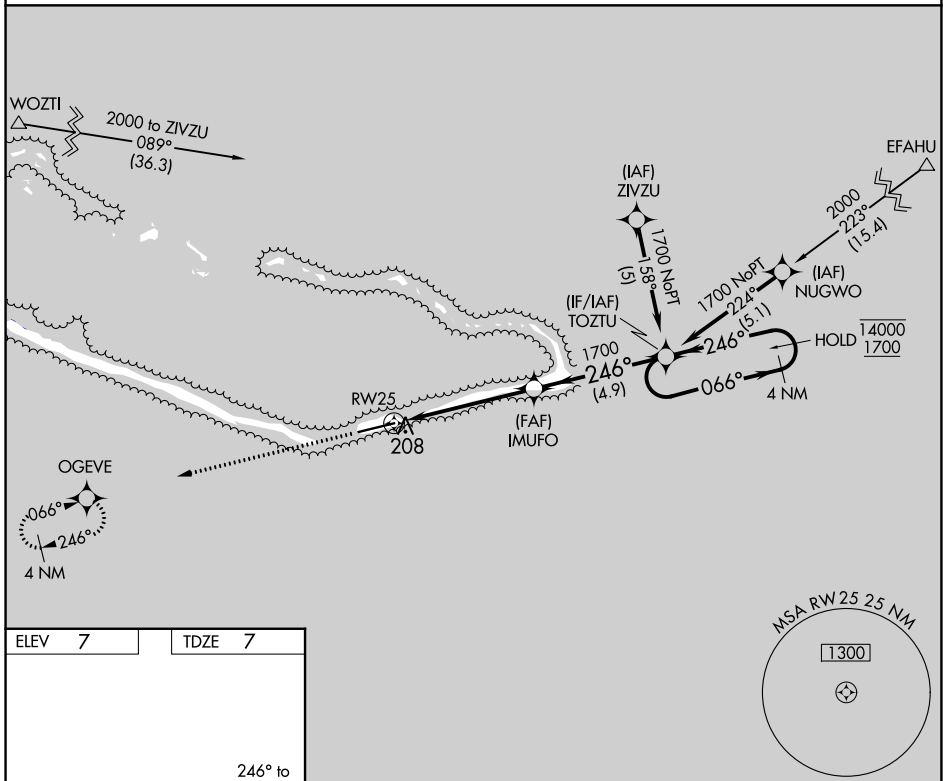 WOZTI
2000 to ZIVZU
089°
(36.3)
(IAF)
ZIVZU
EFAHU
2000
223°
(15.4)
1700 NoPT
158°
(5)
(IAF)
NUGWO
1700 NoPT
224°
(5.1)
(IF/IAF)
TOZTU
HOLD 14000
1700
246°
066°
4 NM
1700
246°
(4.9)
(FAF)
IMUFO
RW25
208
OGEVE
066°
246°
4 NM
ELEV 7
TDZE 7
246° to
MSA RW25 25 NM
1300